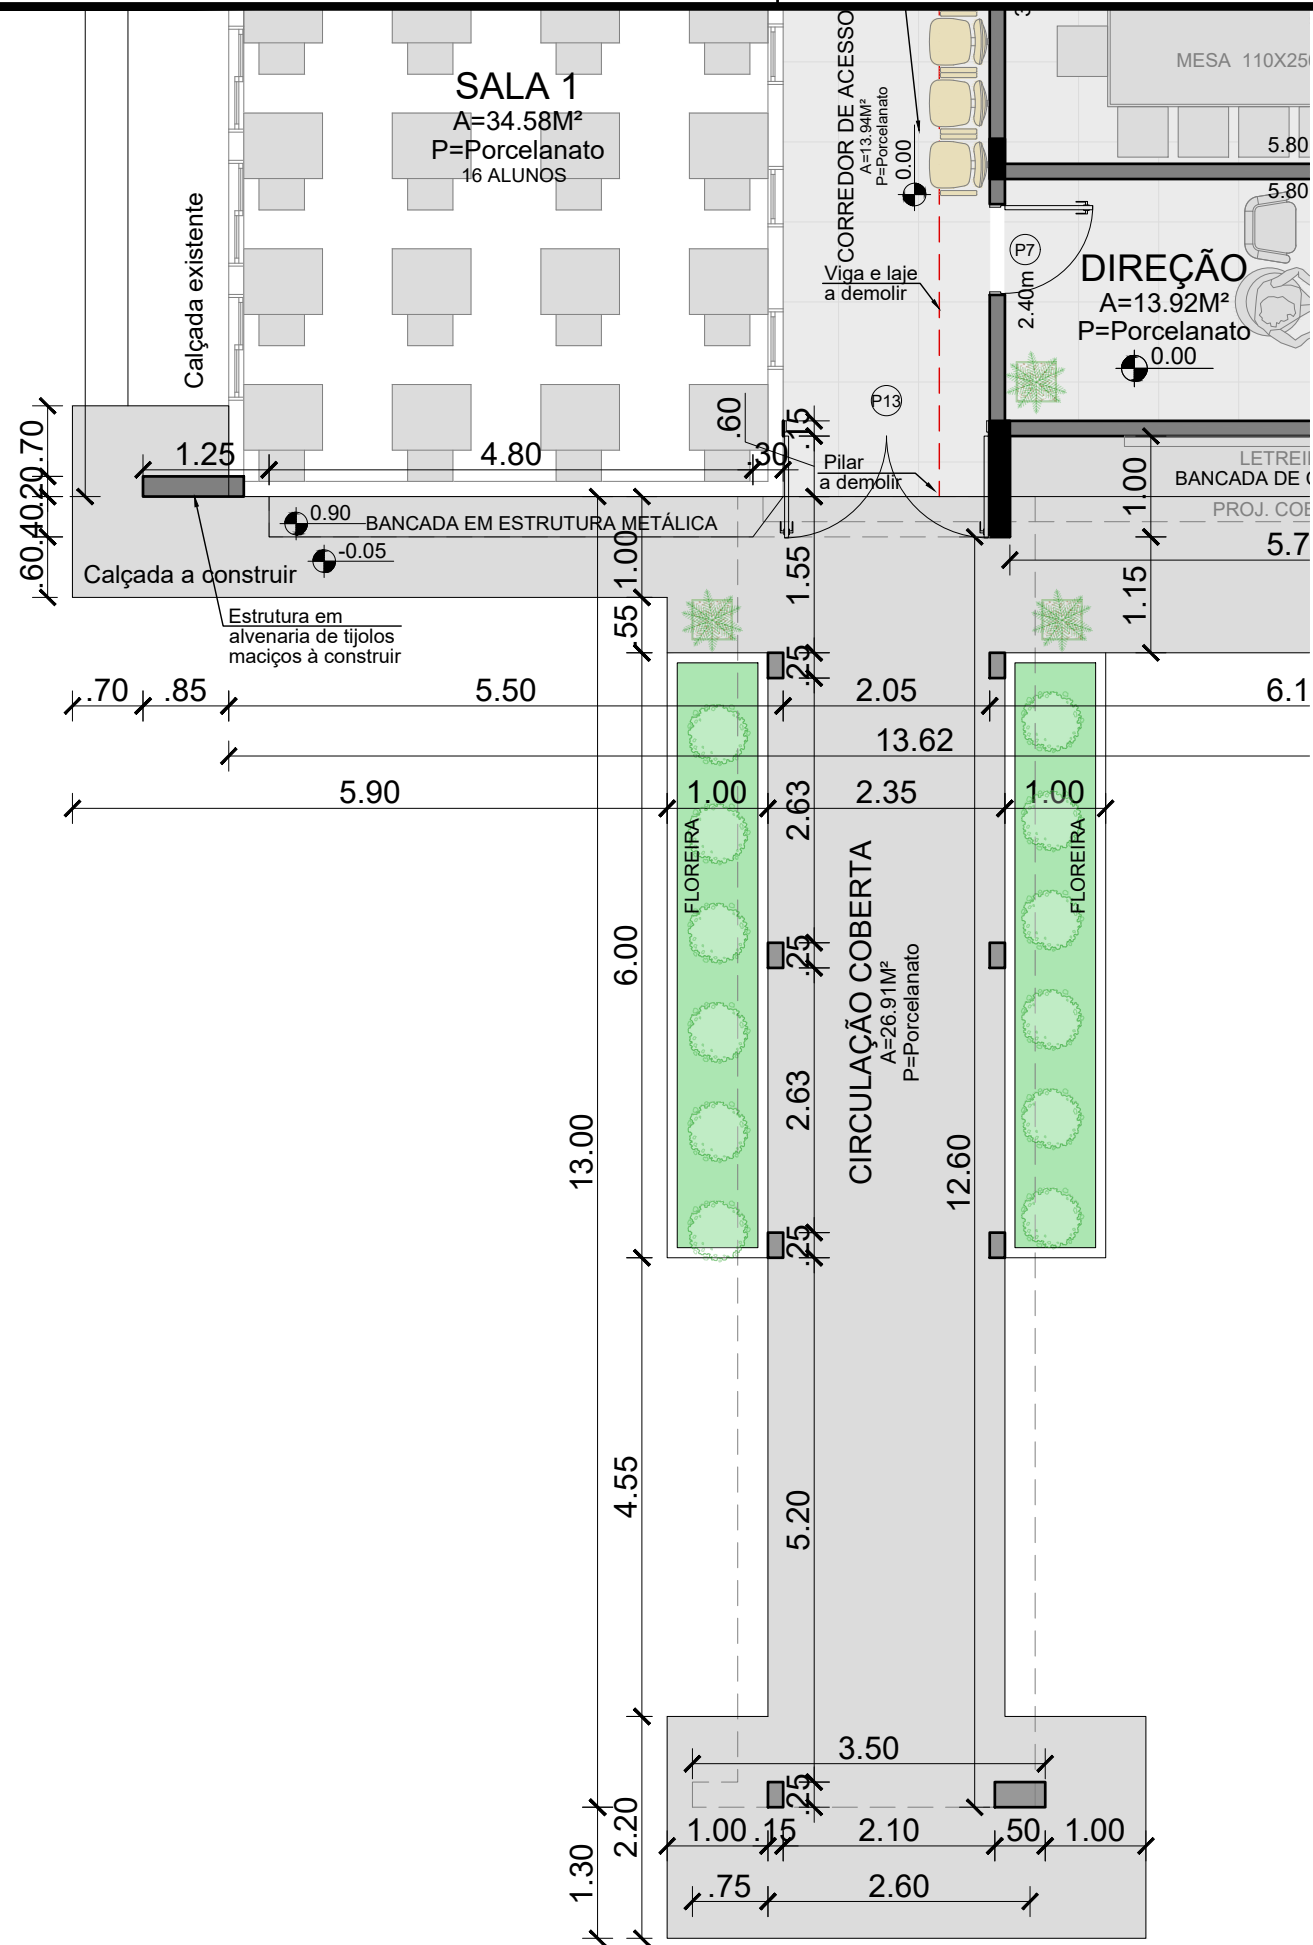 SALA 1
A=34.58M²
P=Porcelanato
16 ALUNOS
CORREDOR DE ACESSO
A=13.94M²
P=Porcelanato
0.00
MESA 110X25
5.80
5.80
Calçada existente
Viga e laje
a demolir
P7
2.40m
DIREÇÃO
A=13.92M²
P=Porcelanato
0.00
P13
.60
.15
.70
1.25
4.80
.30
Pilar
a demolir
1.00
BANCADA DE
PROJ.
.20
.40
.60
0.90
BANCADA EM ESTRUTURA METÁLICA
-0.05
Calçada a construir
1.00
1.55
5.7
1.15
Estrutura em
alvenaria de tijolos
maciços à construir
.55
.25
.70
.85
5.50
2.05
6.1
13.62
5.90
1.00
2.63
2.35
1.00
FLOREIRA
FLOREIRA
CIRCULAÇÃO COBERTA
A=26.91M²
P=Porcelanato
6.00
.25
2.63
13.00
12.60
.25
4.55
5.20
3.50
.25
2.20
1.00
.15
2.10
50
1.00
1.30
.75
2.60